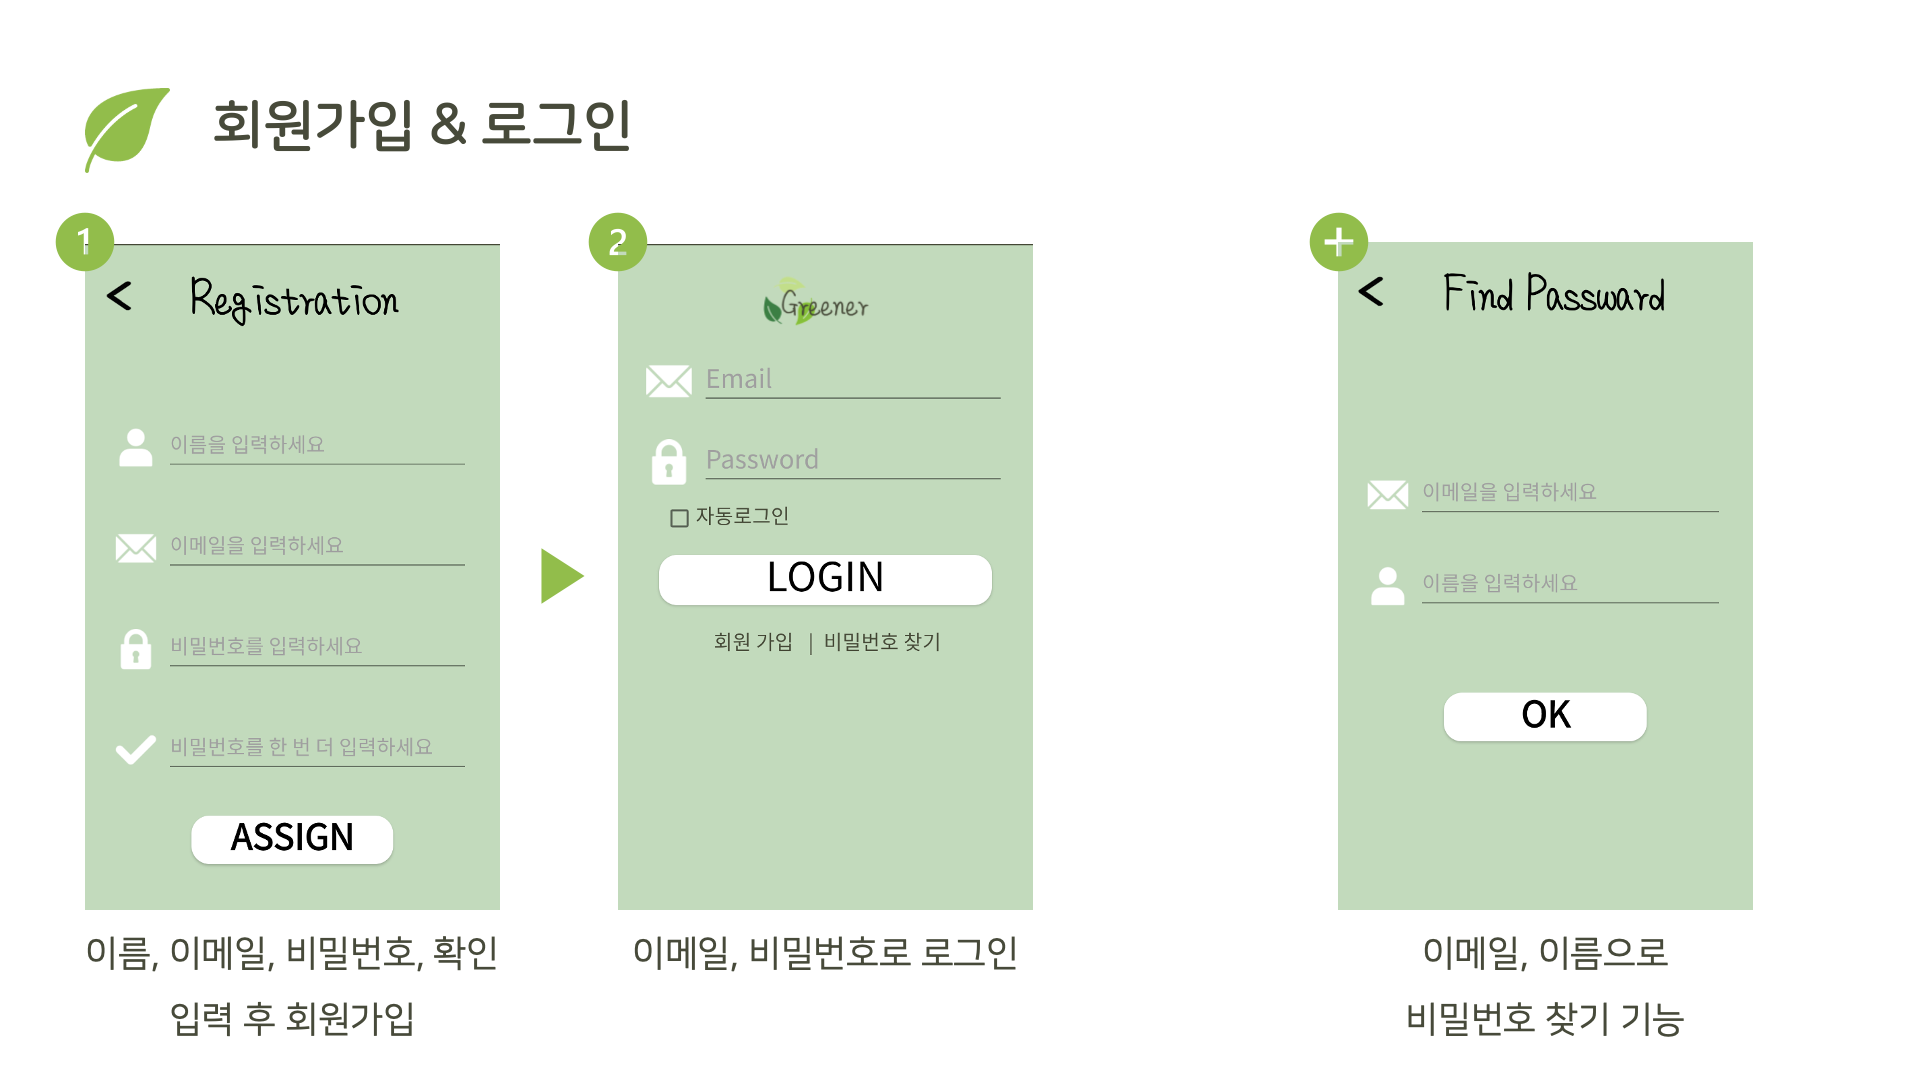 회원가입 & 로그인
1
<
Registration
이름을 입력하세요
이메일을 입력하세요
비밀번호를 입력하세요
비밀번호를 한 번 더 입력하세요
ASSIGN
이름, 이메일, 비밀번호, 확인
입력 후 회원가입
2
Greener
Email
Password
자동로그인
LOGIN
회원 가입 | 비밀번호 찾기
이메일, 비밀번호로 로그인
+
<
Find Passward
이메일을 입력하세요
이름을 입력하세요
OK
이메일, 이름으로
비밀번호 찾기 기능